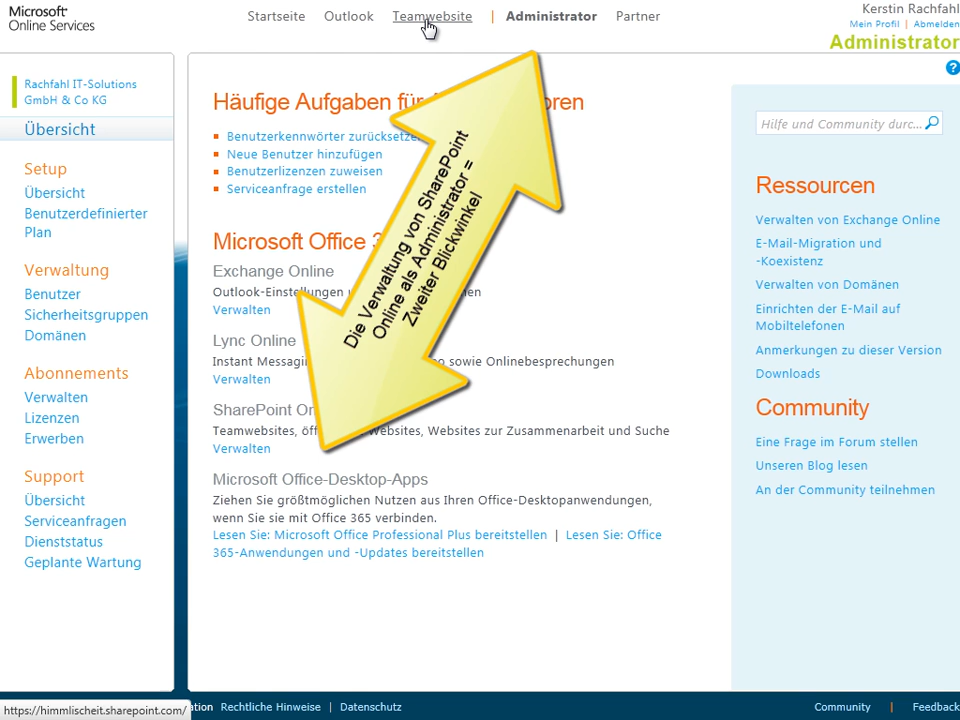 Microsoft®
Online Services
Startseite Outlook Teamwebsite | Administrator Partner
Kerstin Rachfahl
Mein Profil | Abmelden
Administrator
?
Rachfahl IT-Solutions
GmbH & Co KG
Übersicht
Setup
Übersicht
Benutzerdefinierter
Plan
Verwaltung
Benutzer
Sicherheitsgruppen
Domänen
Abonnements
Verwalten
Lizenzen
Erwerben
Support
Übersicht
Serviceanfragen
Dienststatus
Geplante Wartung
Häufige Aufgaben für
Benutzerkennwörter
Neue Benutzer hinzufügen
Benutzerlizenzen zuweisen
Serviceanfrage erstellen
Microsoft Office
Exchange Online
Verwalten
Lync Online
Instant sowie Onlinebesprechungen
Verwalten
SharePoint
Teamwebsites, Websites zur Zusammenarbeit und Suche
Verwalten
Microsoft Office-Desktop-Apps
Ziehen Sie größtmöglichen Nutzen aus Ihren Office-Desktopanwendungen,
wenn Sie sie mit Office 365 verbinden.
Lesen Sie: Microsoft Office Professional Plus bereitstellen | Lesen Sie: Office
365-Anwendungen und -Updates bereitstellen
Die Verwaltung von SharePoint
Online als Administrator =
Zweiter Blickwinkel
Hilfe und Community durc...
Ressourcen
Verwalten von Exchange Online
E-Mail-Migration und
-Koexistenz
Verwalten von Domänen
Einrichten der E-Mail auf
Mobiltelefonen
Anmerkungen zu dieser Version
Downloads
Community
Eine Frage im Forum stellen
Unseren Blog lesen
An der Community teilnehmen
https://himmlischeit.sharepoint.com/
Rechtliche Hinweise | Datenschutz
Community | Feedback